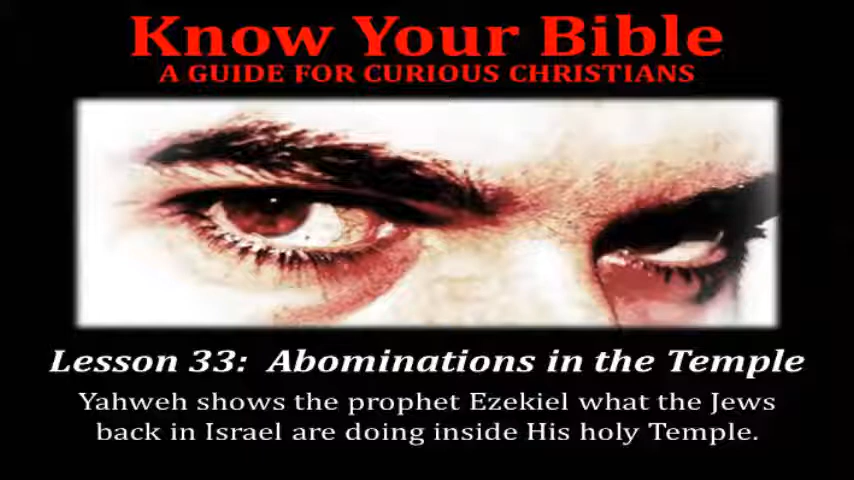 Know Your Bible
A GUIDE FOR CURIOUS CHRISTIANS
Lesson 33: Abominations in the Temple
Yahweh shows the prophet Ezekiel what the Jews
back in Israel are doing inside His holy Temple.